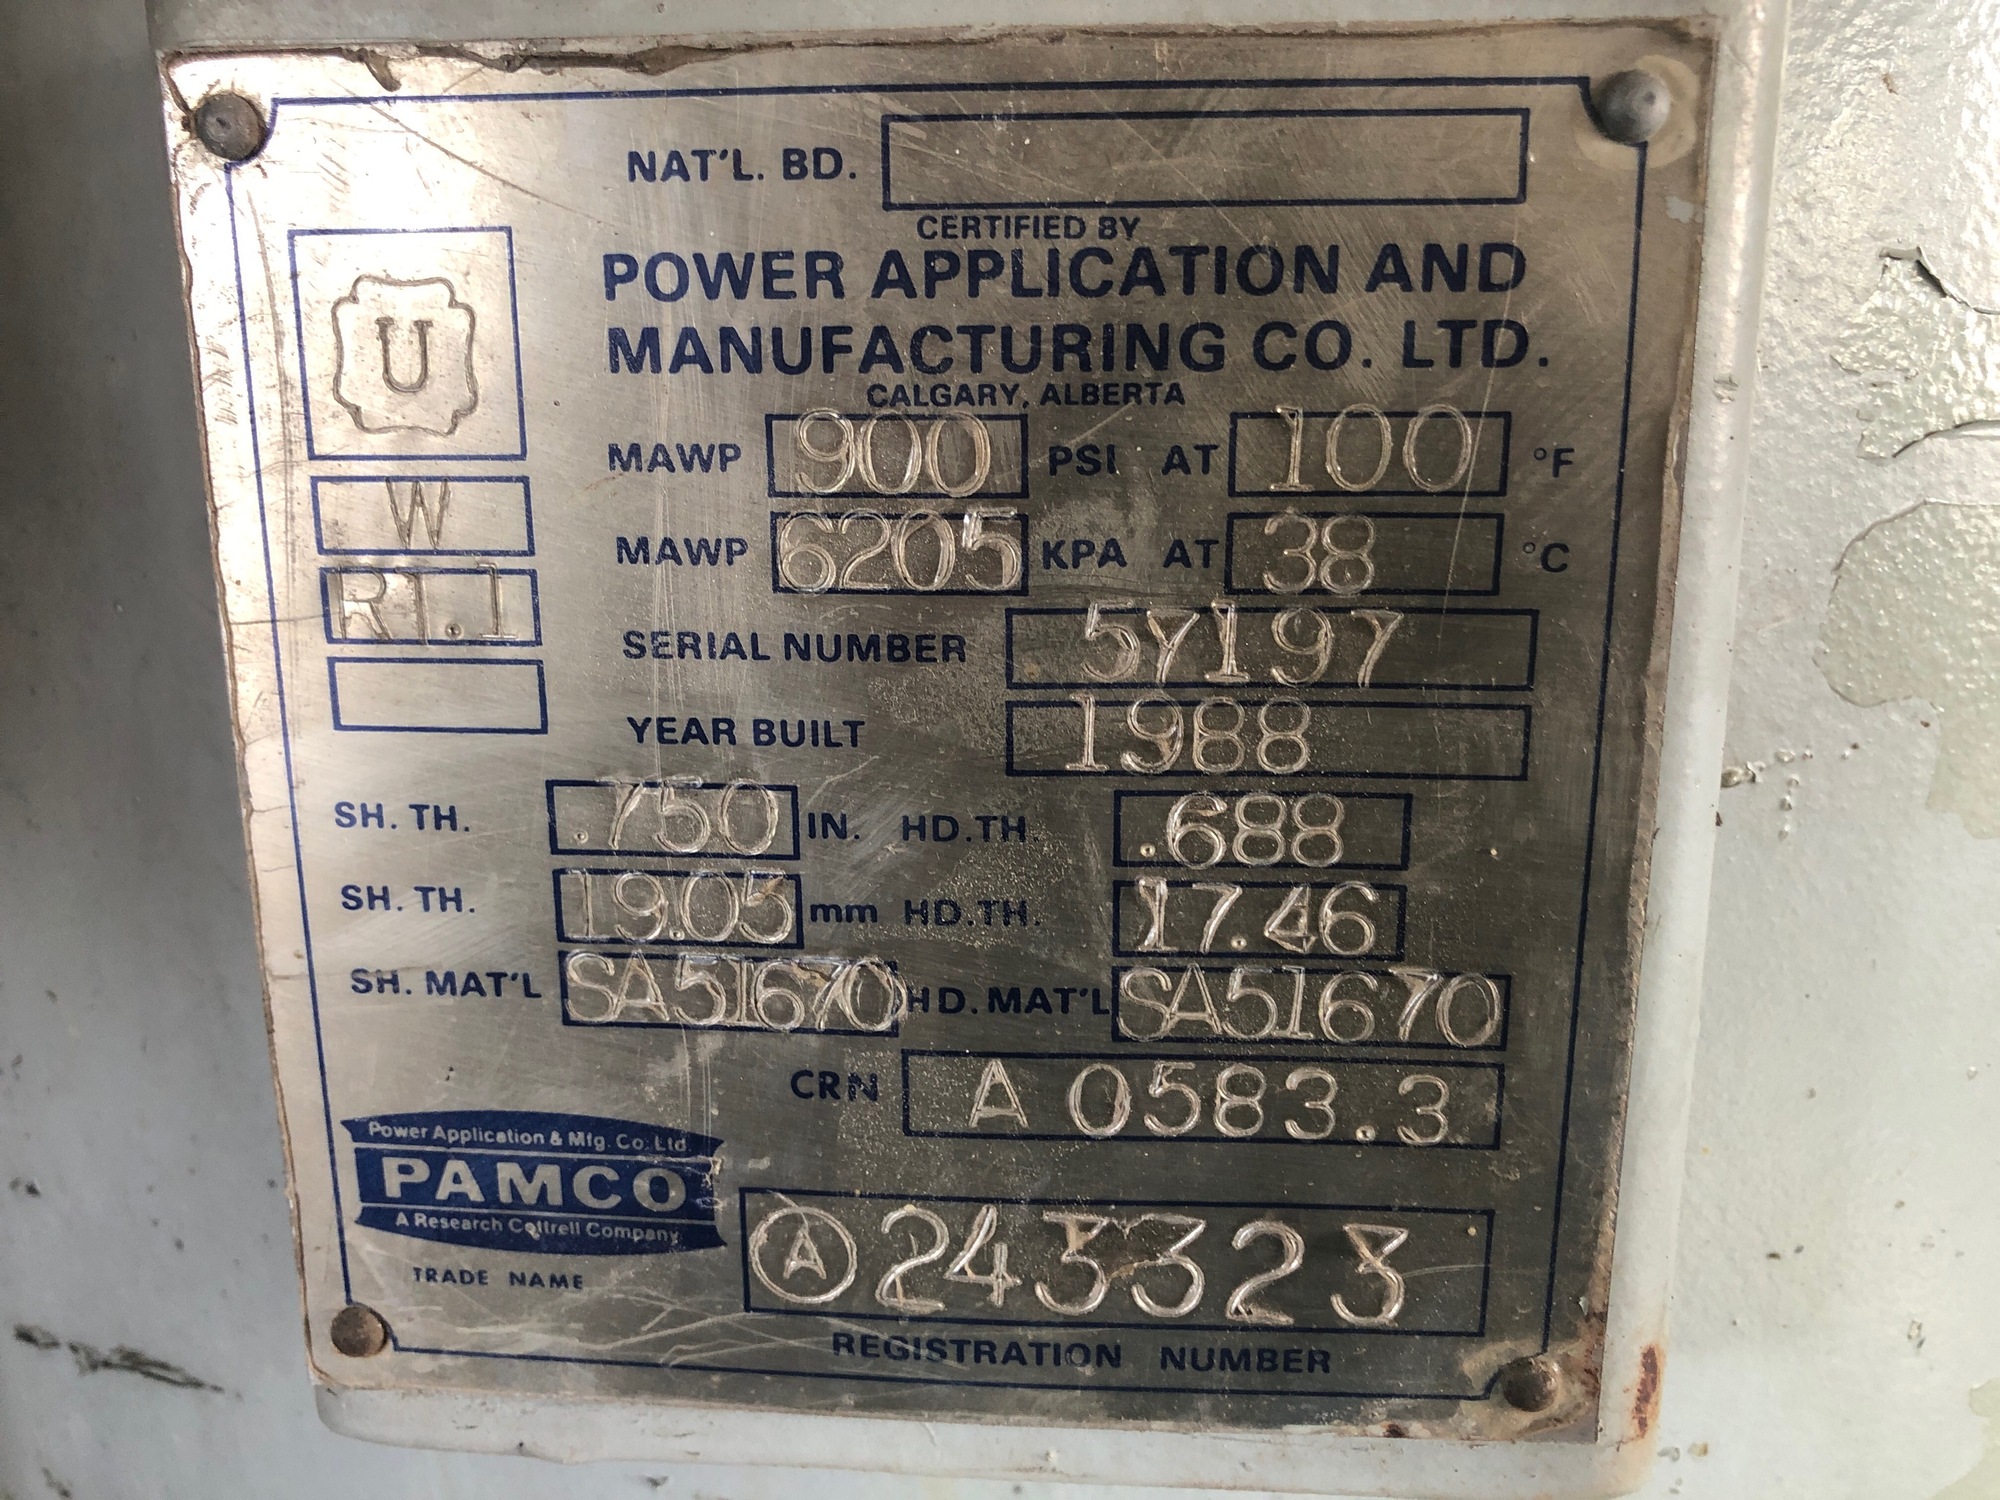 NAT'L. BD.
CERTIFIED BY
POWER APPLICATION AND
MANUFACTURING CO. LTD.
CALGARY, ALBERTA
U
W
RT.1
MAWP 900 PSI AT 100 °F
MAWP 6205 KPA AT 38 °C
SERIAL NUMBER 57197
YEAR BUILT 1988
SH. TH. .750 IN. HD.TH. .688
SH. TH. 19.05 mm HD.TH. 17.46
SH. MAT'L SA51670 HD. MAT'L SA51670
CRN A 0583.3
Power Application & Mfg. Co. Ltd.
PAMCO
A Research Cottrell Company
TRADE NAME
A 243323
REGISTRATION NUMBER